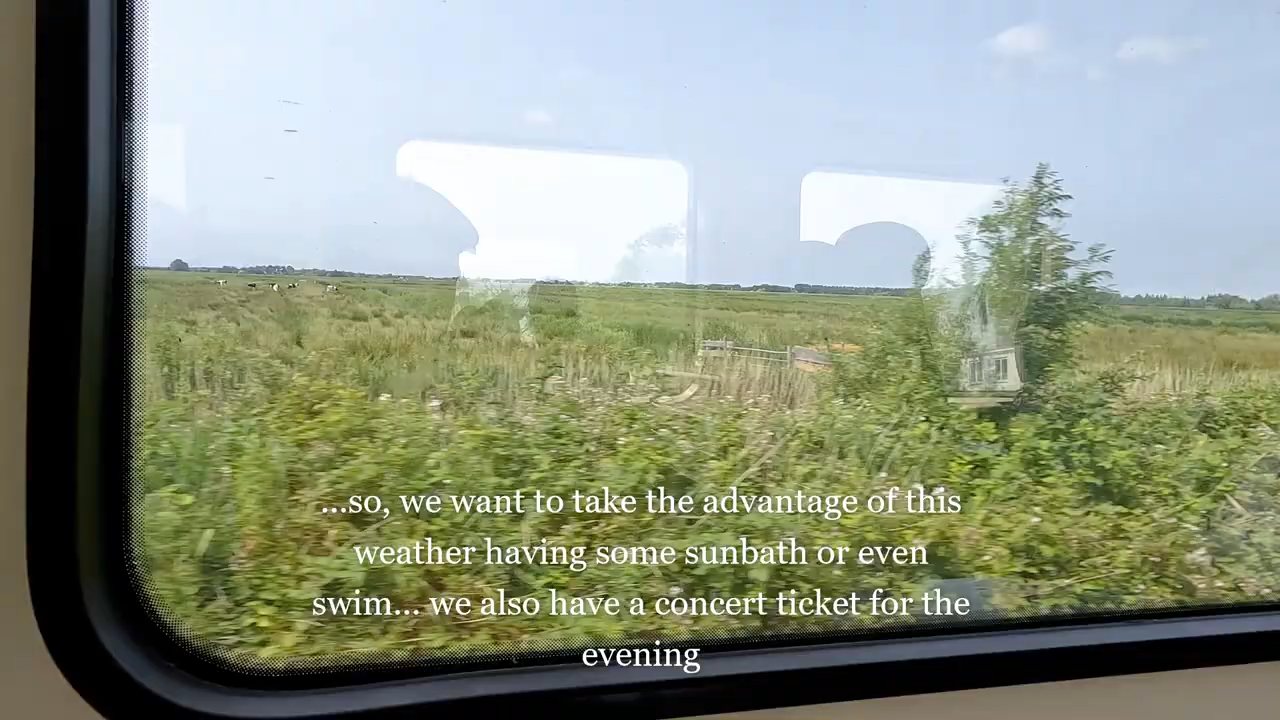 ...so, we want to take the advantage of this
weather having some sunbath or even
swim... we also have a concert ticket for the
evening